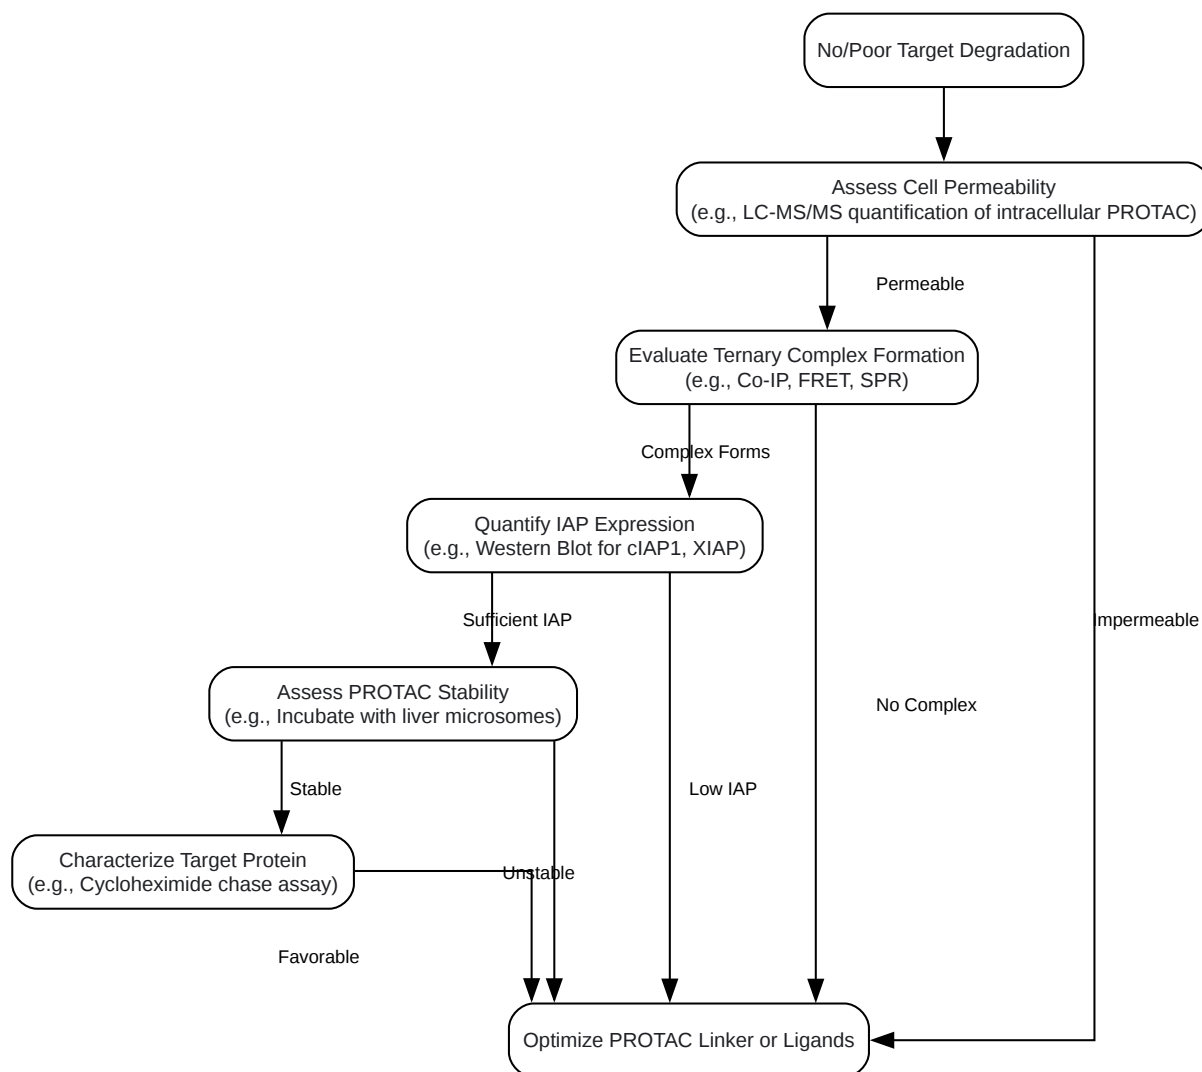 No/Poor Target Degradation
Assess Cell Permeability
(e.g., LC-MS/MS quantification of intracellular PROTAC)
Permeable
Evaluate Ternary Complex Formation
(e.g., Co-IP, FRET, SPR)
Complex Forms
Quantify IAP Expression
(e.g., Western Blot for cIAP1, XIAP)
Sufficient IAP
Impermeable
Assess PROTAC Stability
(e.g., Incubate with liver microsomes)
No Complex
Stable
Low IAP
Characterize Target Protein
(e.g., Cycloheximide chase assay)
Unstable
Favorable
Optimize PROTAC Linker or Ligands